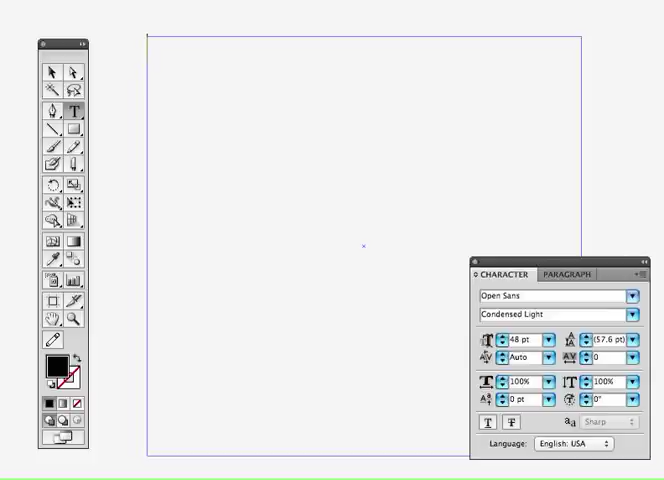 CHARACTER PARAGRAPH
Open Sans
Condensed Light
48 pt (57.6 pt)
Auto 0
100% 100%
0 pt 0°
Sharp
Language: English: USA